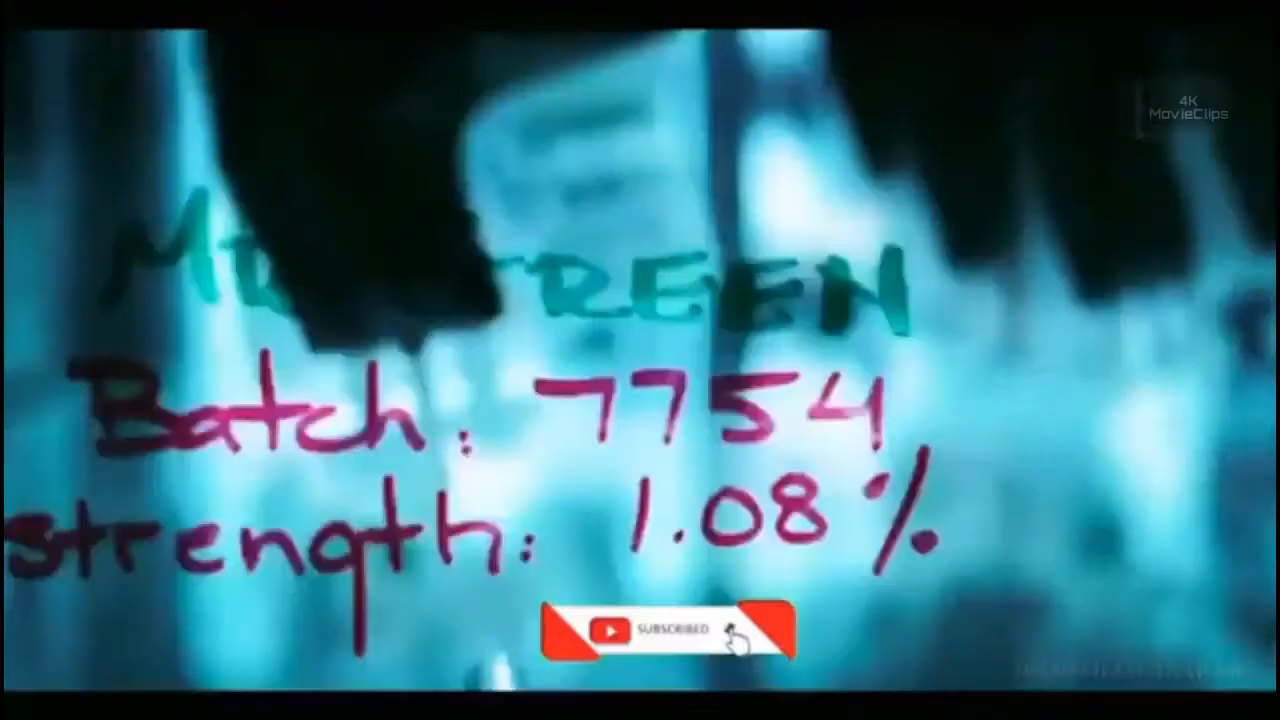 4K
MovieClips
Batch: 7754
strength: 1.08%
SUBSCRIBED